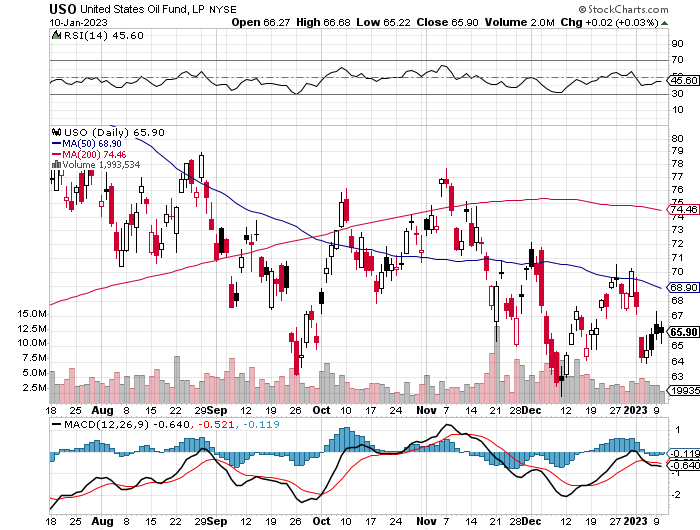 USO United States Oil Fund, LP NYSE © StockCharts.com
10-Jan-2023 Open 66.27 High 66.68 Low 65.22 Close 65.90 Volume 2.0M Chg +0.02 (+0.03%)
RSI(14) 45.60
90
70
50
45.60
30
10
USO (Daily) 65.90
MA(50) 68.90
MA(200) 74.46
Volume 1,993,534
80
79
78
77
76
75
74.46
73
72
71
70
68.90
68
67
65.90
65
64
63
19935
15.0M
12.5M
10.0M
7.5M
5.0M
2.5M
18 25 Aug 8 15 22 29 Sep 12 19 26 Oct 10 17 24 Nov 7 14 21 28 Dec 12 19 27 2023 9
MACD(12,26,9) -0.640, -0.521, -0.119
1
-0.119
-0.640
-1
-2
18 25 Aug 8 15 22 29 Sep 12 19 26 Oct 10 17 24 Nov 7 14 21 28 Dec 12 19 27 2023 9